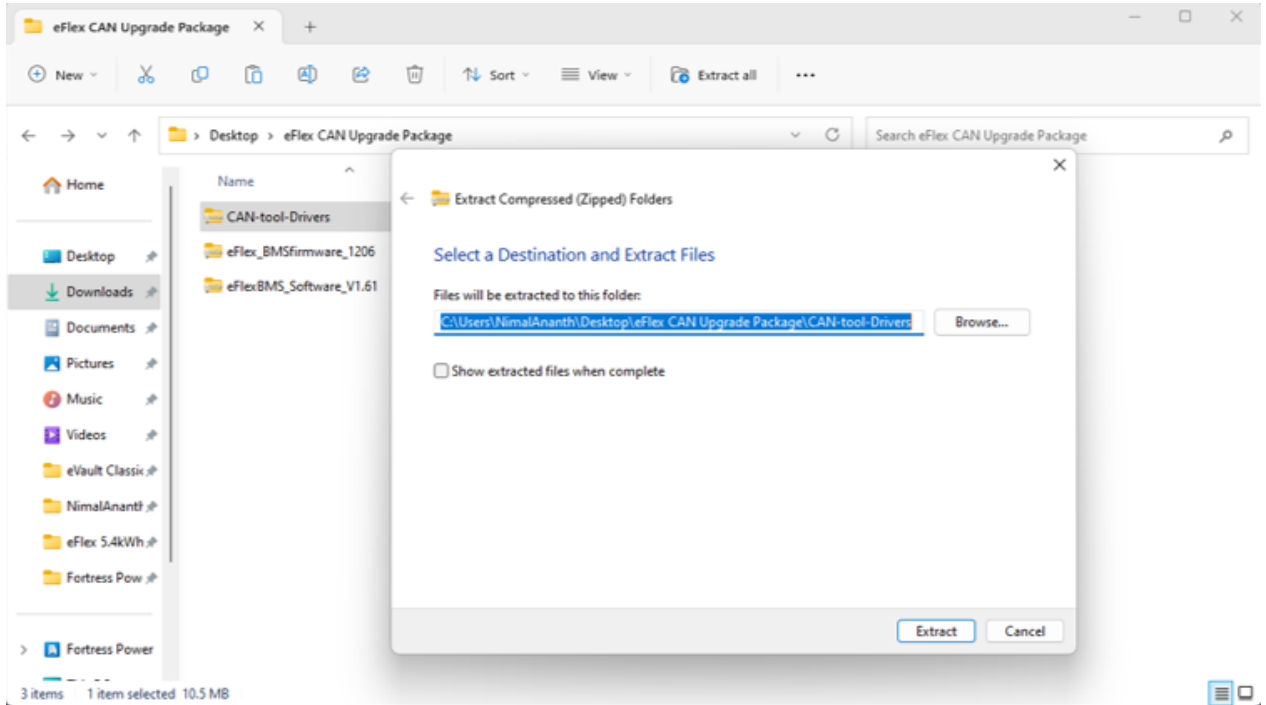 eFlex CAN Upgrade Package
New
Sort
View
Extract all
Desktop > eFlex CAN Upgrade Package
Search eFlex CAN Upgrade Package
Home
Desktop
Downloads
Documents
Pictures
Music
Videos
eVault Classic
NimalAnanth
eFlex 5.4kWh
Fortress Pow
Fortress Power
Name
CAN-tool-Drivers
eFlex_BMSfirmware_1206
eFlexBMS_Software_V1.61
Extract Compressed (Zipped) Folders
Select a Destination and Extract Files
Files will be extracted to this folder:
C:\Users\NimalAnanth\Desktop\eFlex CAN Upgrade Package\CAN-tool-Drivers
Browse...
Show extracted files when complete
Extract
Cancel
3 items
1 item selected 10.5 MB